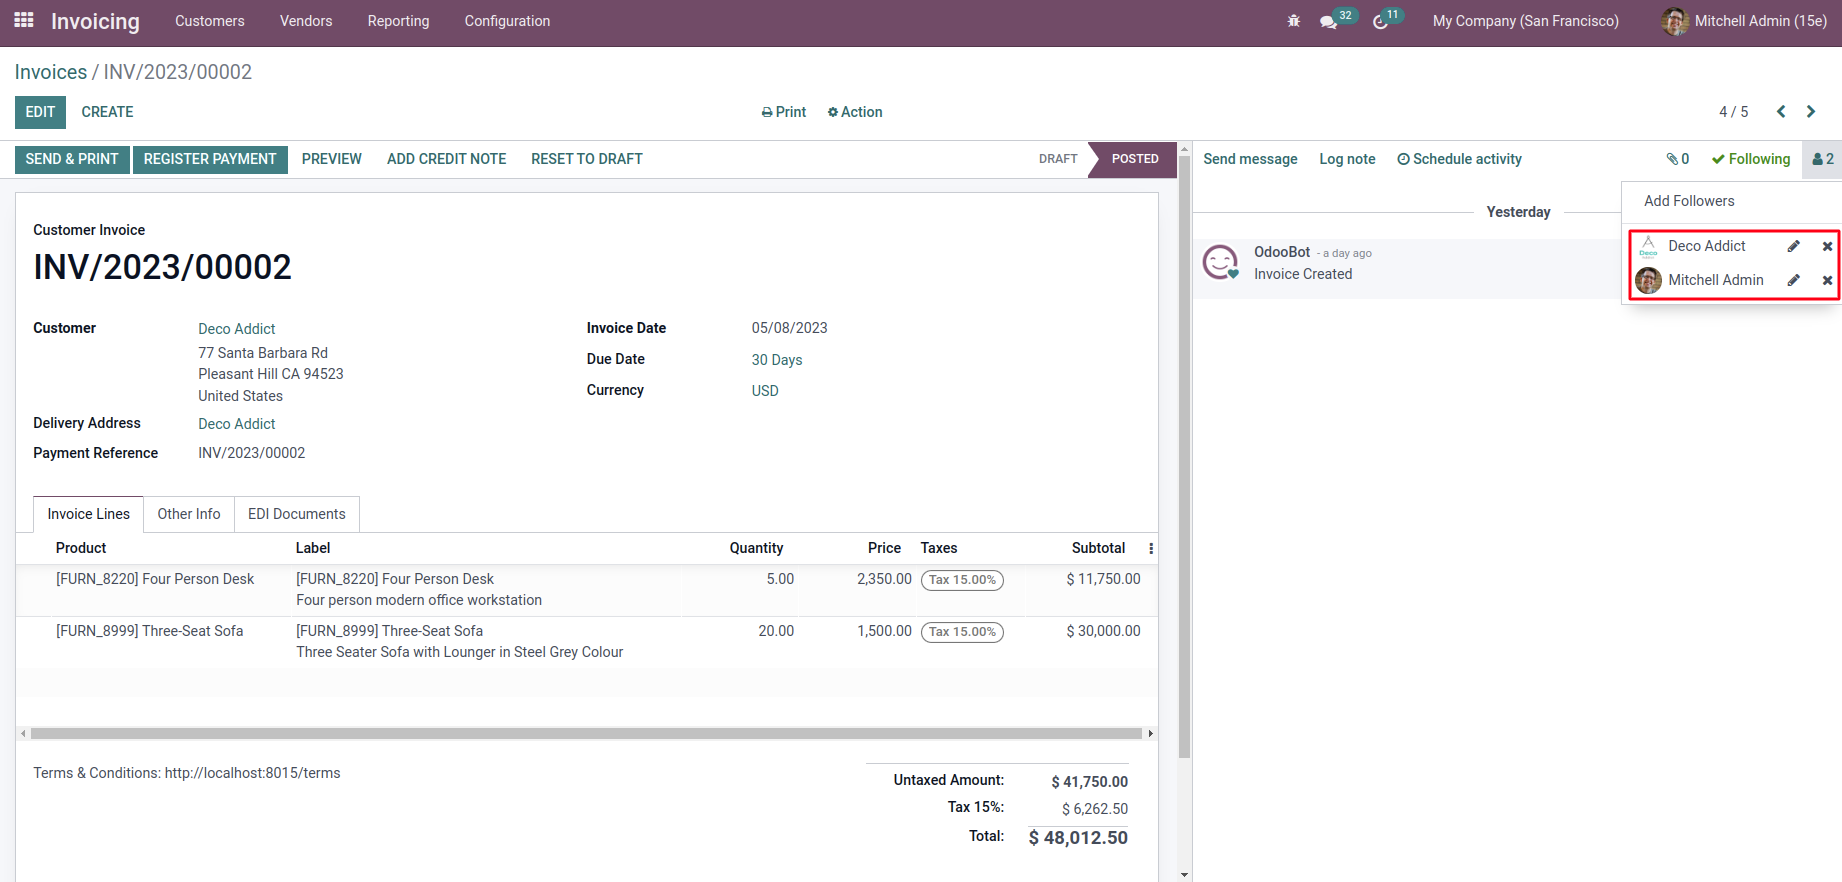 Invoicing Customers Vendors Reporting Configuration 32 11 My Company (San Francisco) Mitchell Admin (15e)
Invoices / INV/2023/00002
EDIT CREATE Print Action 4 / 5
SEND & PRINT REGISTER PAYMENT PREVIEW ADD CREDIT NOTE RESET TO DRAFT DRAFT POSTED
Send message Log note Schedule activity 0 Following 2
Add Followers
Deco Addict
Mitchell Admin
Yesterday
OdooBot - a day ago
Invoice Created
Customer Invoice
INV/2023/00002
Customer Deco Addict
77 Santa Barbara Rd
Pleasant Hill CA 94523
United States
Delivery Address Deco Addict
Payment Reference INV/2023/00002
Invoice Date 05/08/2023
Due Date 30 Days
Currency USD
Invoice Lines Other Info EDI Documents
Product Label Quantity Price Taxes Subtotal
[FURN_8220] Four Person Desk [FURN_8220] Four Person Desk 5.00 2,350.00 Tax 15.00% $ 11,750.00
Four person modern office workstation
[FURN_8999] Three-Seat Sofa [FURN_8999] Three-Seat Sofa 20.00 1,500.00 Tax 15.00% $ 30,000.00
Three Seater Sofa with Lounger in Steel Grey Colour
Terms & Conditions: http://localhost:8015/terms
Untaxed Amount: $ 41,750.00
Tax 15%: $ 6,262.50
Total: $ 48,012.50